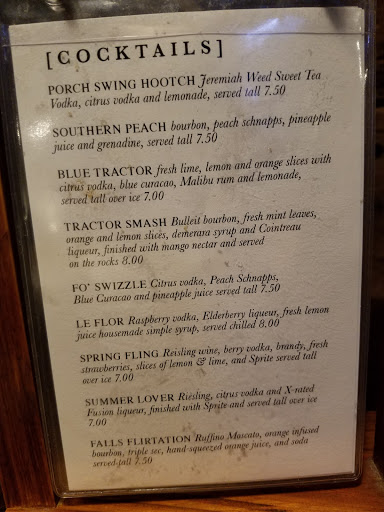 [COCKTAILS]
PORCH SWING HOOTCH Jeremiah Weed Sweet Tea
Vodka, citrus vodka and lemonade, served tall 7.50
SOUTHERN PEACH bourbon, peach schnapps, pineapple
juice and grenadine, served tall 7.50
BLUE TRACTOR fresh lime, lemon and orange slices with
citrus vodka, blue curacao, Malibu rum and lemonade,
served tall over ice 7.00
TRACTOR SMASH Bulleit bourbon, fresh mint leaves,
orange and lemon slices, demerara syrup and Cointreau
liqueur, finished with mango nectar and served
on the rocks 8.00
FO' SWIZZLE Citrus vodka, Peach Schnapps,
Blue Curacao and pineapple juice served tall 7.50
LE FLOR Raspberry vodka, Elderberry liqueur, fresh lemon
juice housemade simple syrup, served chilled 8.00
SPRING FLING Reisling wine, berry vodka, brandy, fresh
strawberries, slices of lemon & lime, and Sprite served tall
over ice 7.00
SUMMER LOVER Riesling, citrus vodka and X-rated
Fusion liqueur, finished with Sprite and served tall over ice
7.00
FALLS FLIRTATION Ruffino Moscato, orange infused
bourbon, triple sec, hand-squeezed orange juice, and soda
served tall 7.50